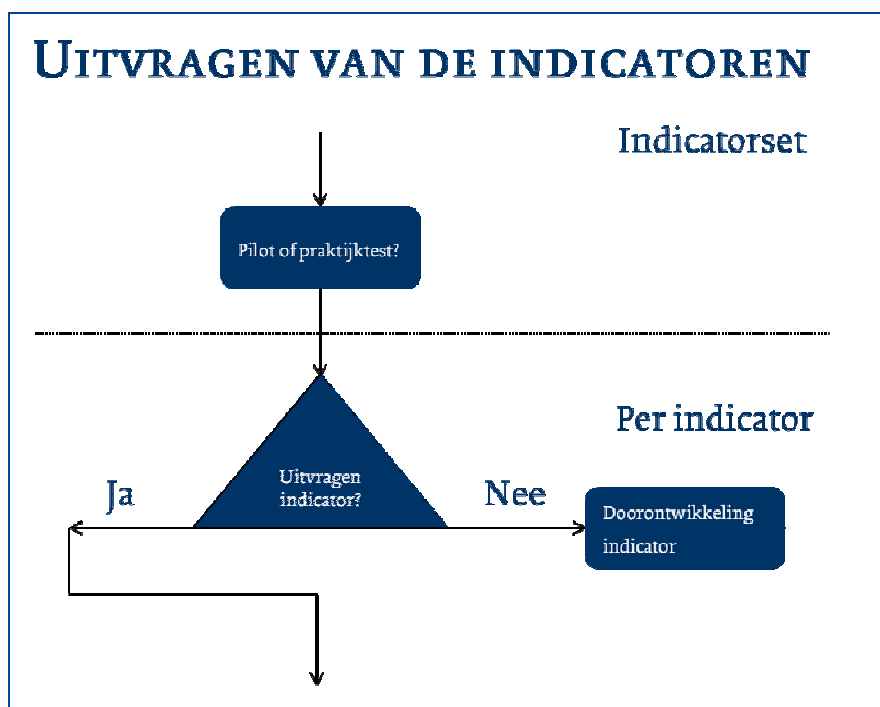 UITVRAGEN VAN DE INDICATOREN
Indicatorset
Pilot of praktijktest?
Per indicator
Uitvragen
indicator?
Ja
Nee
Doorontwikkeling
indicator